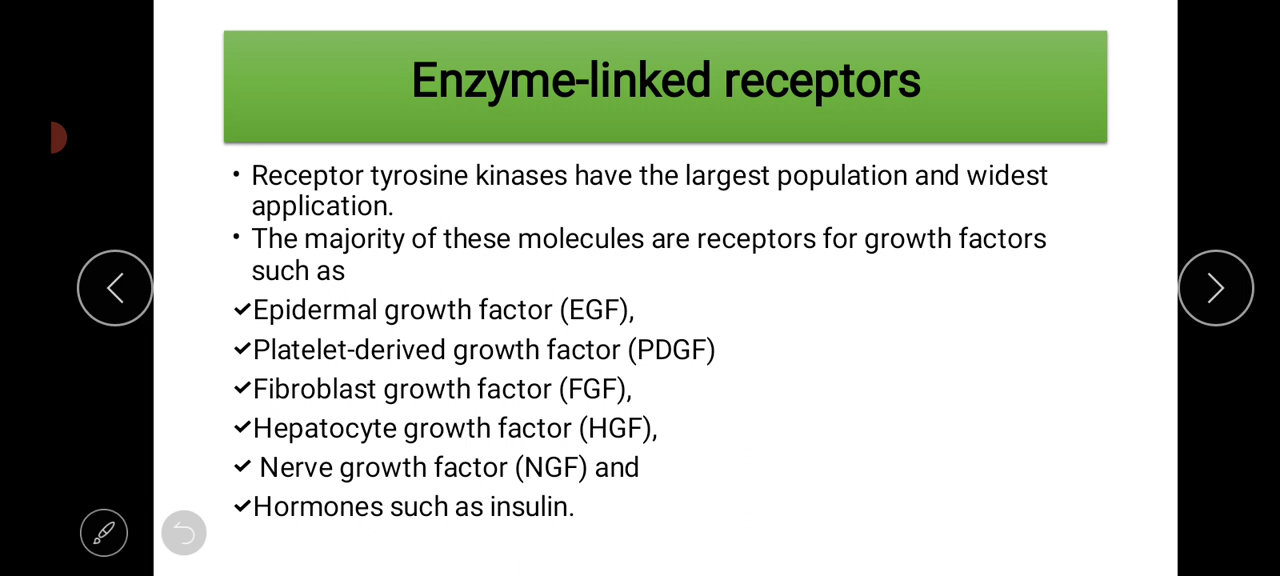 Enzyme-linked receptors
• Receptor tyrosine kinases have the largest population and widest
application.
• The majority of these molecules are receptors for growth factors
such as
✔Epidermal growth factor (EGF),
✔Platelet-derived growth factor (PDGF)
✔Fibroblast growth factor (FGF),
✔Hepatocyte growth factor (HGF),
✔ Nerve growth factor (NGF) and
✔Hormones such as insulin.